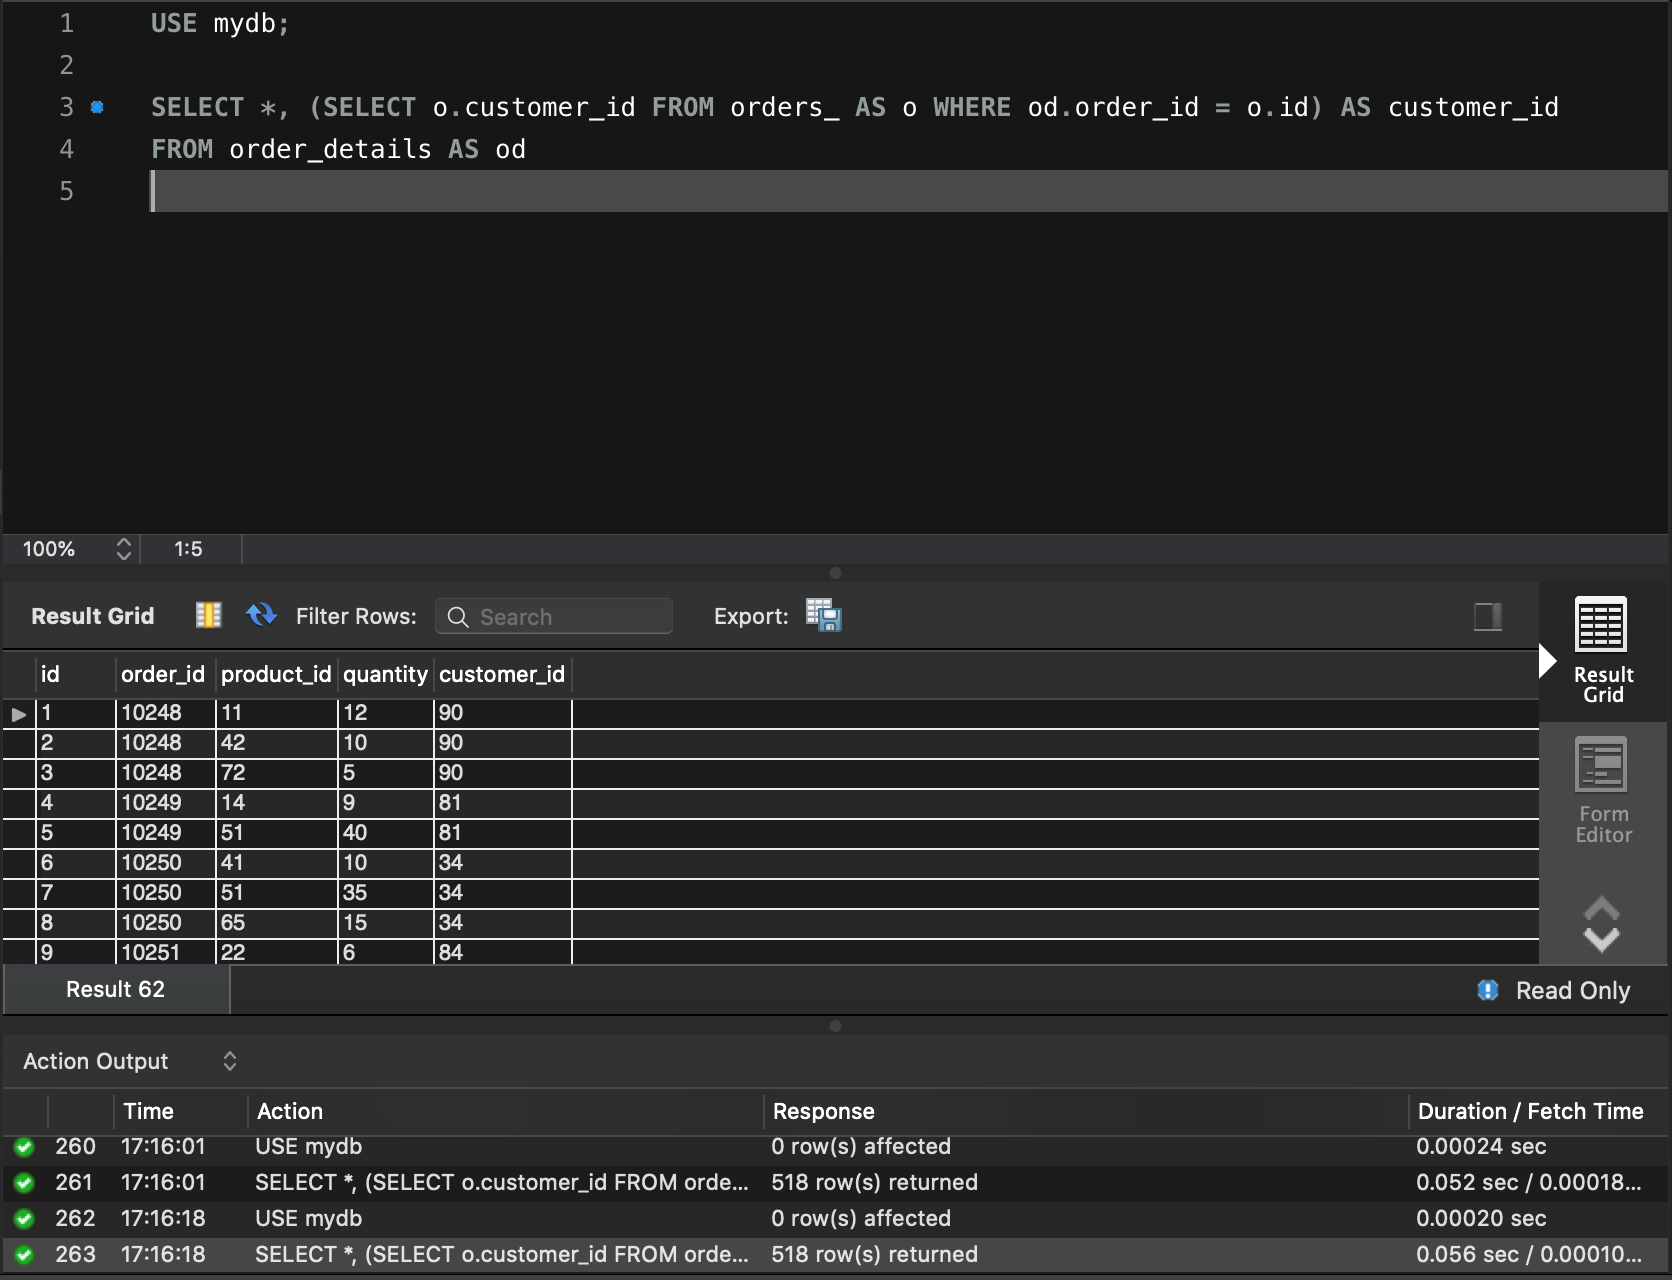 1 USE mydb;
2
3 SELECT *, (SELECT o.customer_id FROM orders_ AS o WHERE od.order_id = o.id) AS customer_id
4 FROM order_details AS od
5
100% 1:5
Result Grid Filter Rows: Search Export:
Result Grid
Form Editor
id order_id product_id quantity customer_id
1 10248 11 12 90
2 10248 42 10 90
3 10248 72 5 90
4 10249 14 9 81
5 10249 51 40 81
6 10250 41 10 34
7 10250 51 35 34
8 10250 65 15 34
9 10251 22 6 84
Result 62 Read Only
Action Output
Time Action Response Duration / Fetch Time
260 17:16:01 USE mydb 0 row(s) affected 0.00024 sec
261 17:16:01 SELECT *, (SELECT o.customer_id FROM orde... 518 row(s) returned 0.052 sec / 0.00018...
262 17:16:18 USE mydb 0 row(s) affected 0.00020 sec
263 17:16:18 SELECT *, (SELECT o.customer_id FROM orde... 518 row(s) returned 0.056 sec / 0.00010...